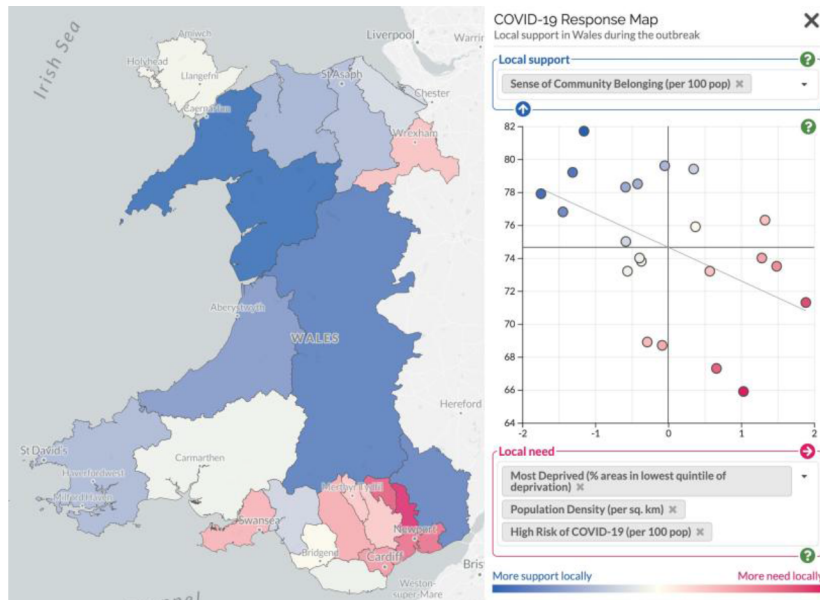 COVID-19 Response Map
Local support in Wales during the outbreak
Local support
Sense of Community Belonging (per 100 pop) ✖
82
80
78
76
74
72
70
68
66
64
-2
-1
0
1
2
Local need
Most Deprived (% areas in lowest quintile of
deprivation) ✖
Population Density (per sq. km) ✖
High Risk of COVID-19 (per 100 pop) ✖
More support locally
More need locally
Irish Sea
Amlwch
Holyhead
Llangefni
Caernarfon
St Asaph
Liverpool
Warrin
Chester
Wrexham
Aberystwyth
WALES
Hereford
St David's
Haverfordwest
Milford Haven
Carmarthen
Swansea
Merthyr Tydfil
Newport
Bridgend
Cardiff
Bris
Weston-
super-Mare